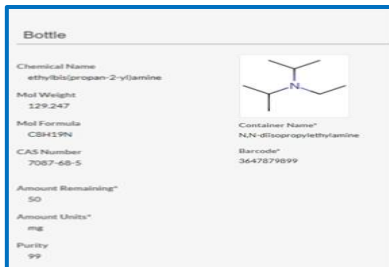 Bottle
Chemical Name
ethylbis(propan-2-yl)amine
Mol Weight
129.247
Mol Formula
C8H19N
CAS Number
7087-68-5
Amount Remaining*
50
Amount Units*
mg
Purity
99
N
Container Name*
N,N-diisopropylethylamine
Barcode*
3647879899